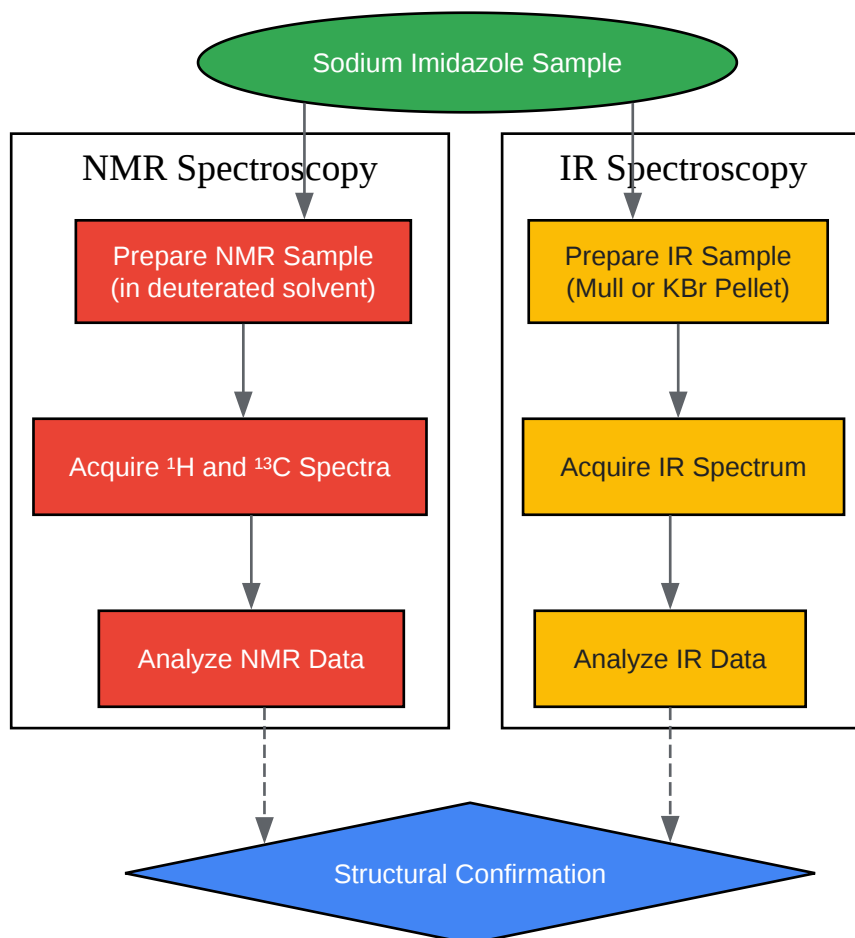 Sodium Imidazole Sample
NMR Spectroscopy
Prepare NMR Sample
(in deuterated solvent)
Acquire ¹H and ¹³C Spectra
Analyze NMR Data
IR Spectroscopy
Prepare IR Sample
(Mull or KBr Pellet)
Acquire IR Spectrum
Analyze IR Data
Structural Confirmation